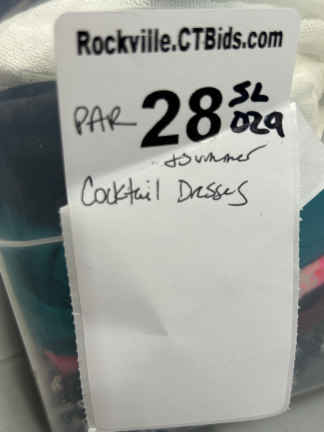 Rockville.CTBids.com
PAR 28 SL 029
Summer
Cocktail Dresses